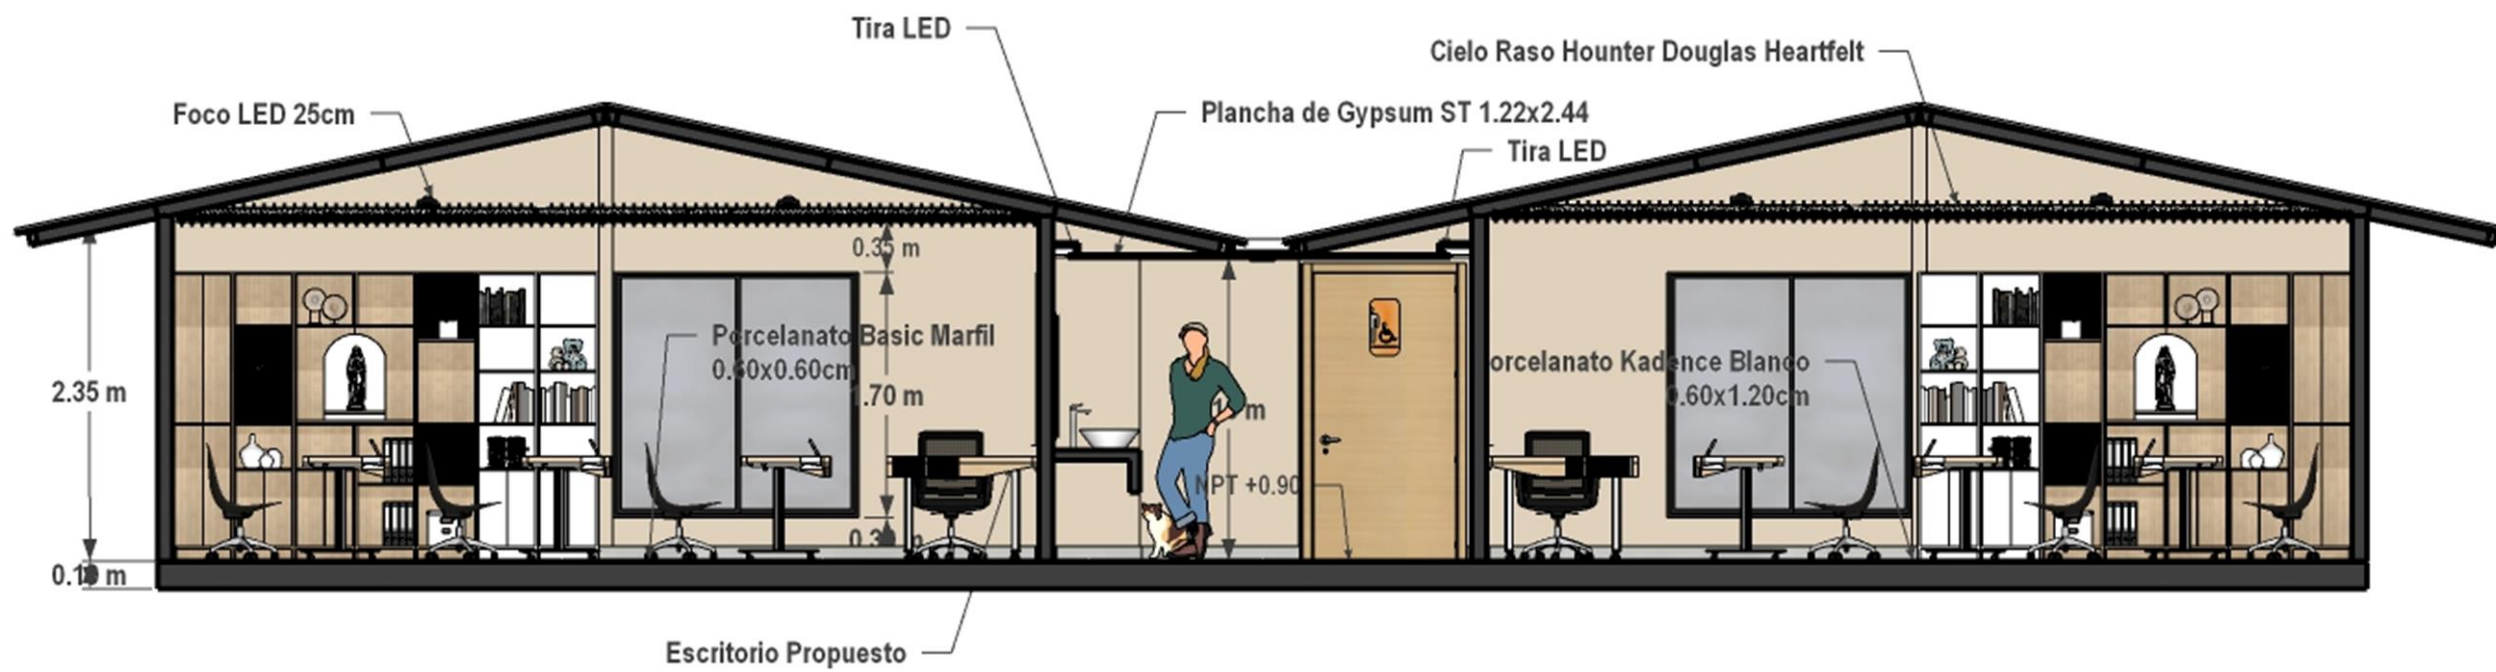 Tira LED
Cielo Raso Hounter Douglas Heartfelt
Foco LED 25cm
Plancha de Gypsum ST 1.22x2.44
Tira LED
0.35 m
Porcelanato Basic Marfil
0.60x0.60cm
orcelanato Kadence Blanco
0.60x1.20cm
2.35 m
1.70 m
m
NPT +0.90
m
Escritorio Propuesto